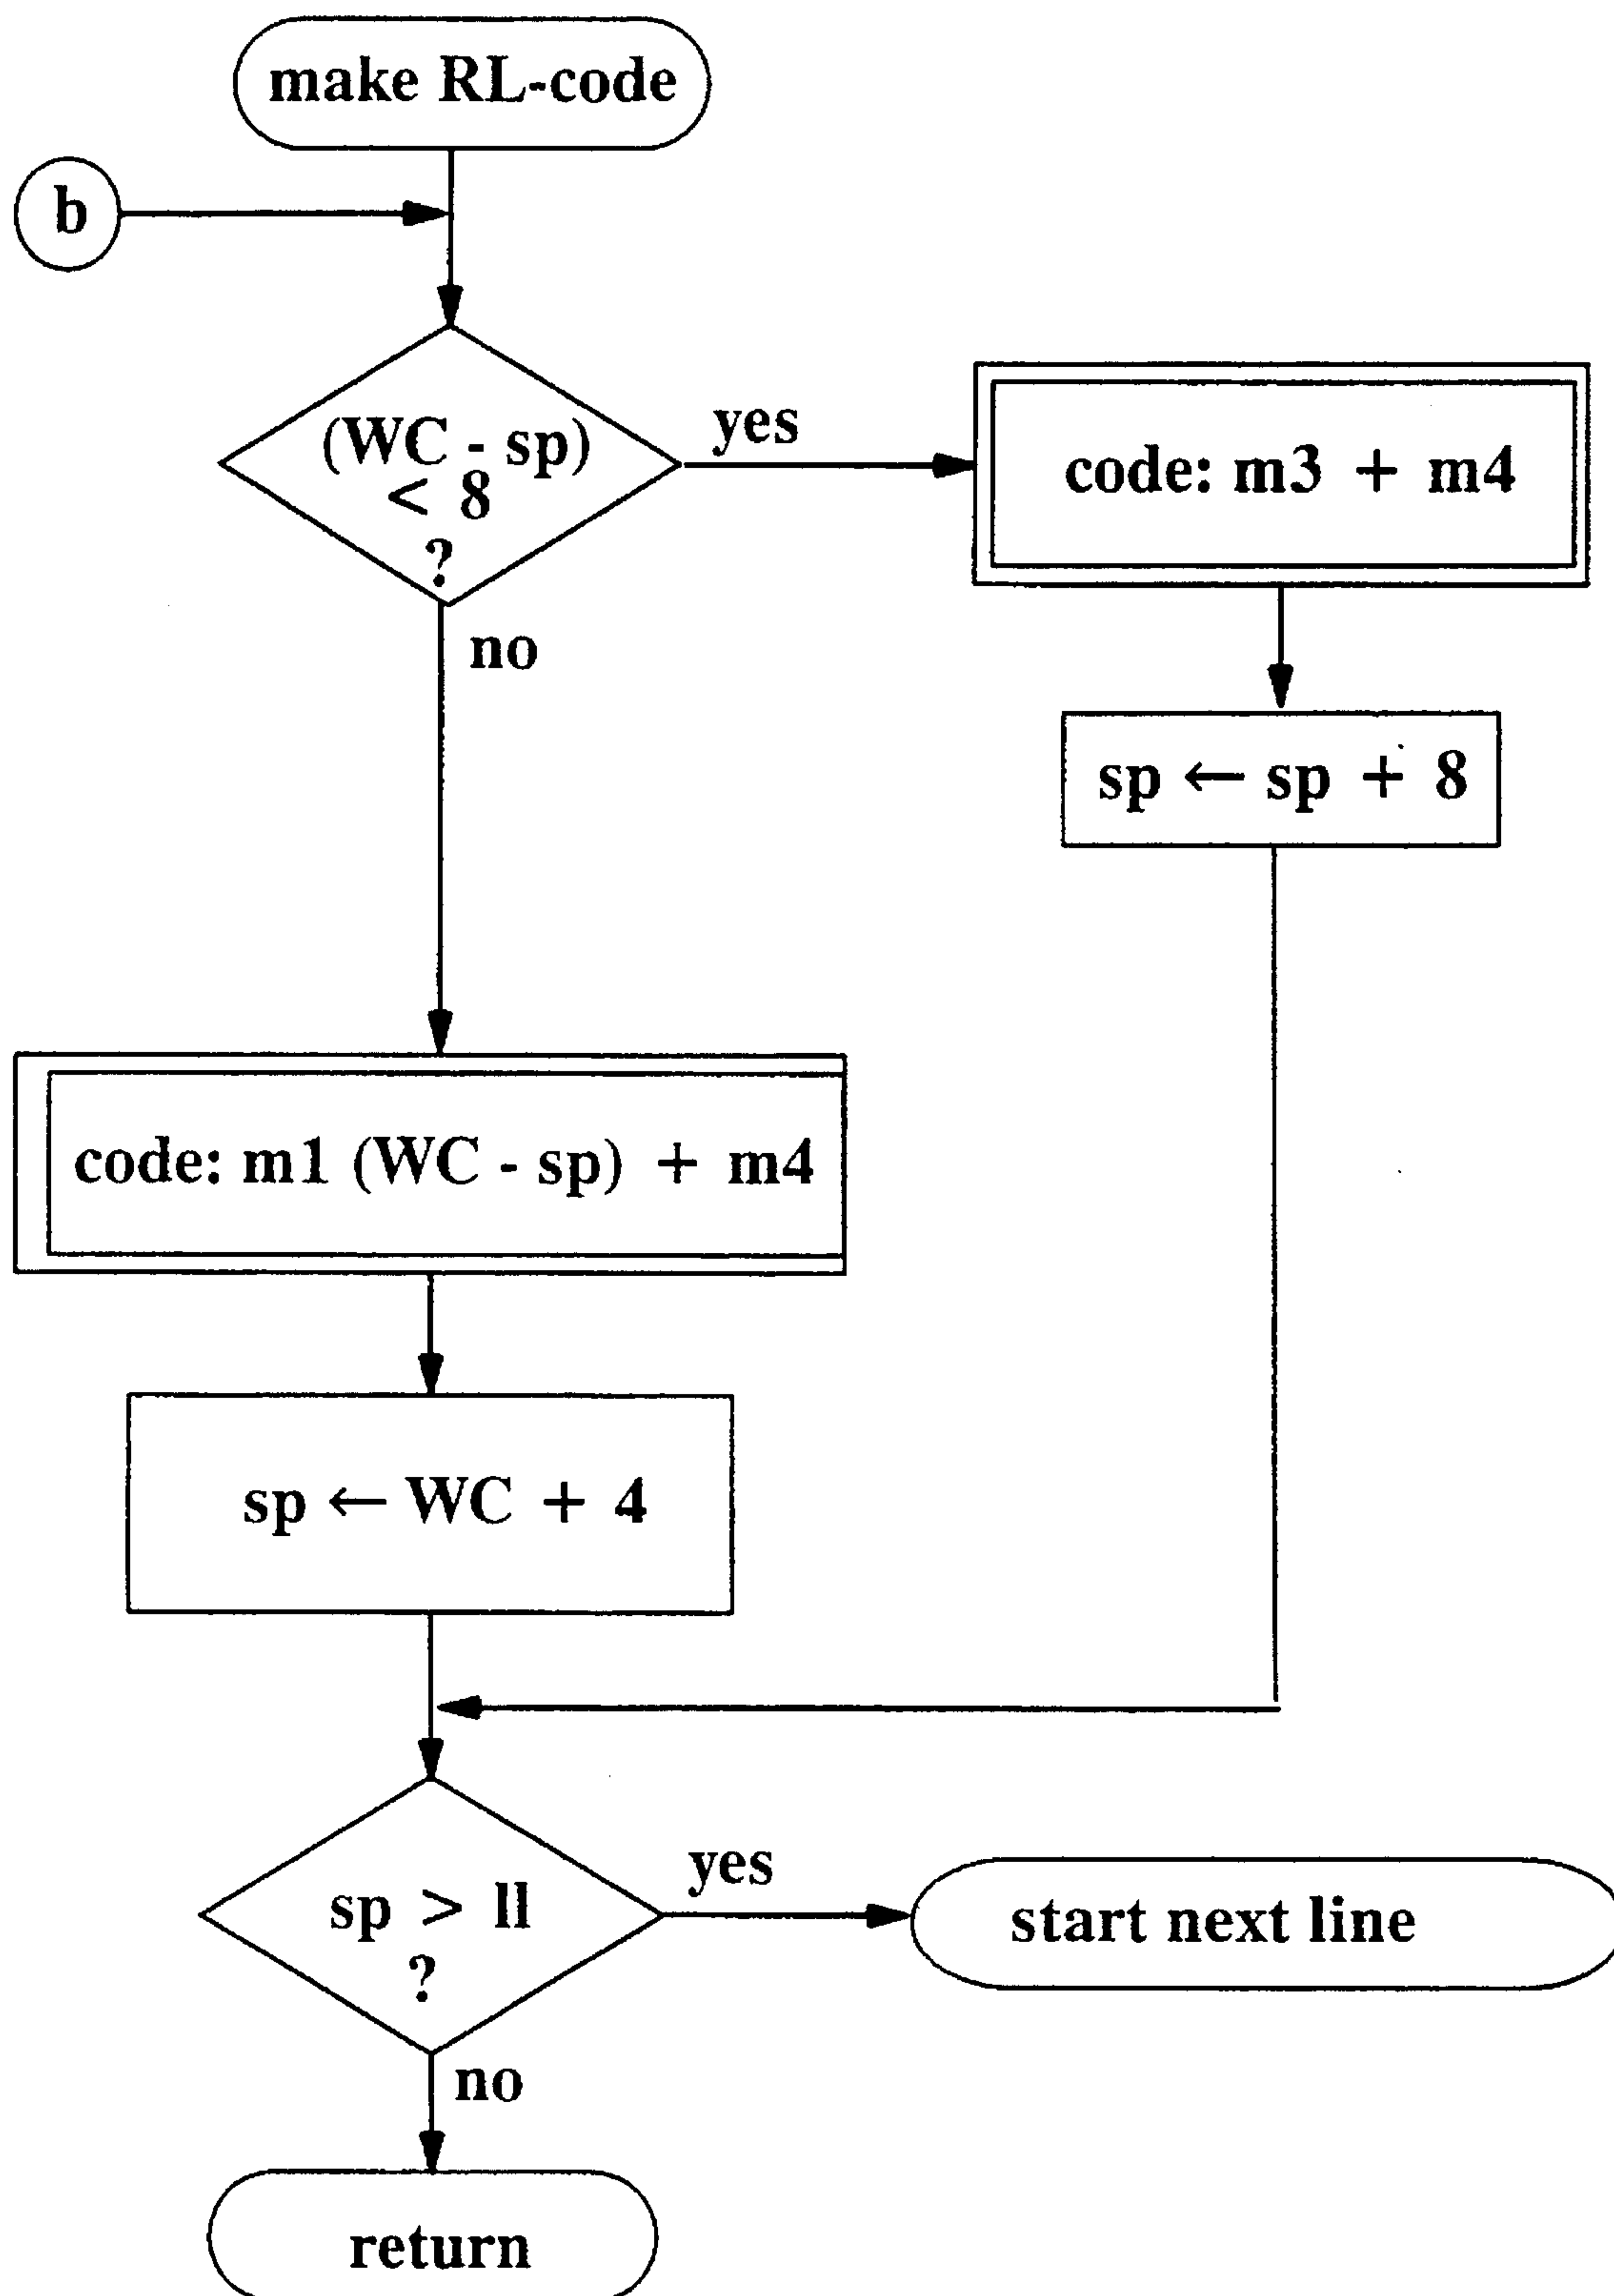 make RL-code
b
(WC - sp)
< 8
?
yes
code: m3 + m4
no
sp ← sp + 8
code: m1 (WC - sp) + m4
sp ← WC + 4
sp > ll
?
yes
start next line
no
return